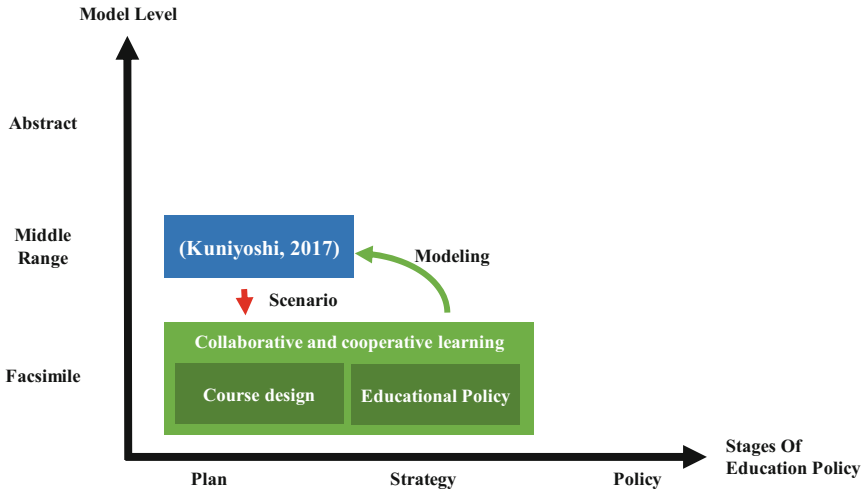 Model Level
Abstract
Middle
Range
(Kuniyoshi, 2017)
Modeling
Scenario
Collaborative and cooperative learning
Facsimile
Course design
Educational Policy
Stages Of
Education Policy
Plan
Strategy
Policy